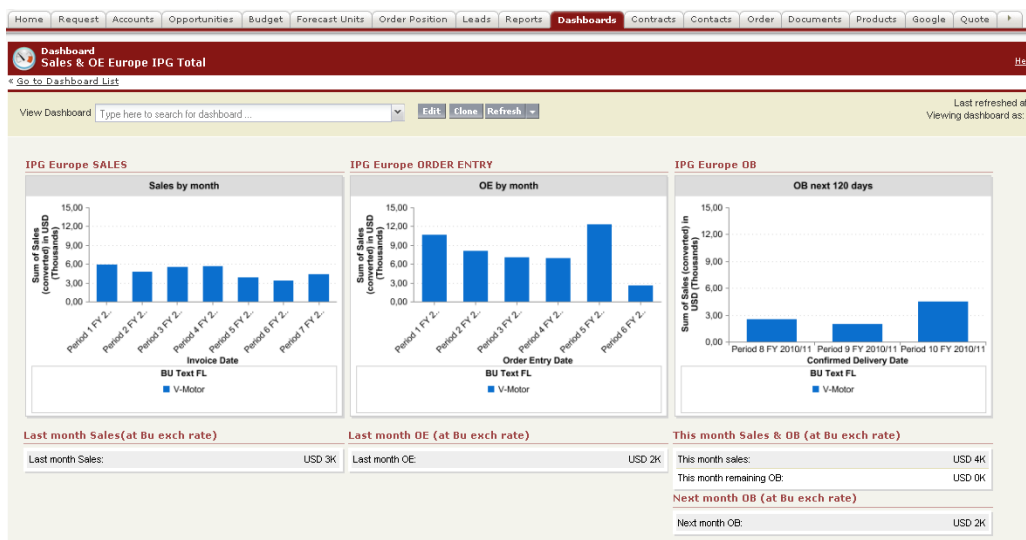 Home Request Accounts Opportunities Budget Forecast Units Order Position Leads Reports Dashboards Contracts Contacts Order Documents Products Google Quote
Dashboard
Sales & OE Europe IPG Total
He
« Go to Dashboard List
View Dashboard Type here to search for dashboard ... Edit Clone Refresh
Last refreshed at
Viewing dashboard as:
IPG Europe SALES
Sales by month
Sum of Sales (converted) in USD (Thousands)
15,00
12,00
9,00
6,00
3,00
0,00
Period 1 FY 2.. Period 2 FY 2.. Period 3 FY 2.. Period 4 FY 2.. Period 5 FY 2.. Period 6 FY 2.. Period 7 FY 2..
Invoice Date
BU Text FL
V-Motor
IPG Europe ORDER ENTRY
OE by month
Sum of Sales (converted) in USD (Thousands)
15,00
12,00
9,00
6,00
3,00
0,00
Period 1 FY 2.. Period 2 FY 2.. Period 3 FY 2.. Period 4 FY 2.. Period 5 FY 2.. Period 6 FY 2..
Order Entry Date
BU Text FL
V-Motor
IPG Europe OB
OB next 120 days
Sum of Sales (converted) in USD (Thousands)
15,00
12,00
9,00
6,00
3,00
0,00
Period 8 FY 2010/11 Period 9 FY 2010/11 Period 10 FY 2010/11
Confirmed Delivery Date
BU Text FL
V-Motor
Last month Sales(at Bu exch rate)
Last month Sales: USD 3K
Last month OE (at Bu exch rate)
Last month OE: USD 2K
This month Sales & OB (at Bu exch rate)
This month sales: USD 4K
This month remaining OB: USD 0K
Next month OB (at Bu exch rate)
Next month OB: USD 2K